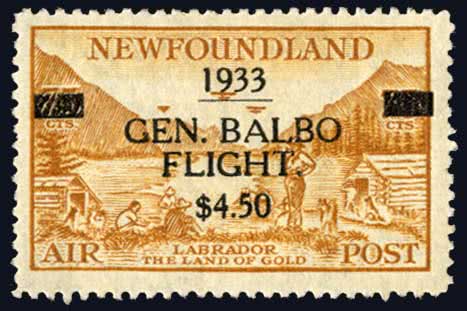 NEWFOUNDLAND
1933
CTS. CTS.
GEN. BALBO
FLIGHT.
$4.50
AIR LABRADOR POST
THE LAND OF GOLD